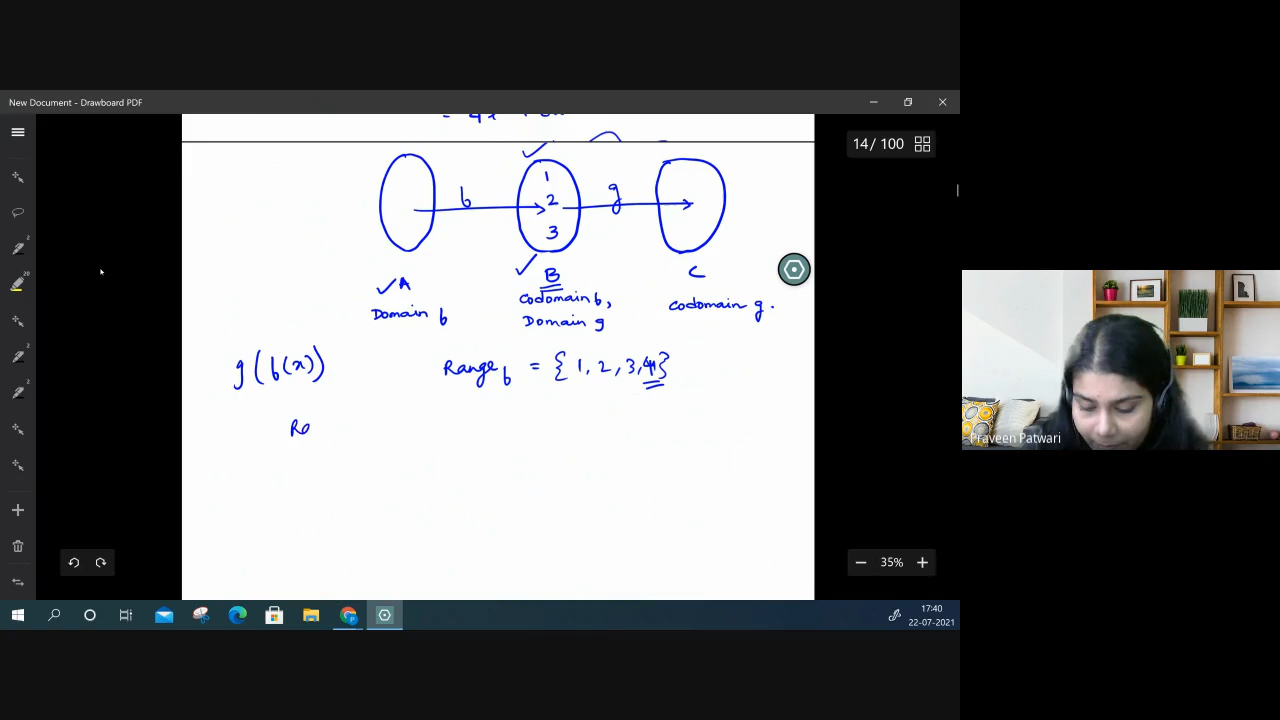 New Document - Drawboard PDF
14 / 100
b
g
1
2
3
A
B
C
Domain b
Codomain b,
Domain g
Codomain g.
g(b(x))
Range b = { 1, 2, 3, 4 }
Re
Praveen Patwari
35%
17:40
22-07-2021